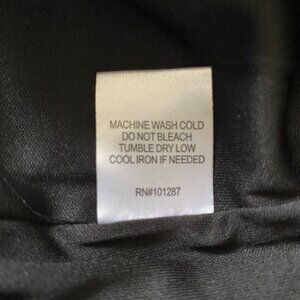 MACHINE WASH COLD
DO NOT BLEACH
TUMBLE DRY LOW
COOL IRON IF NEEDED
RN#101287